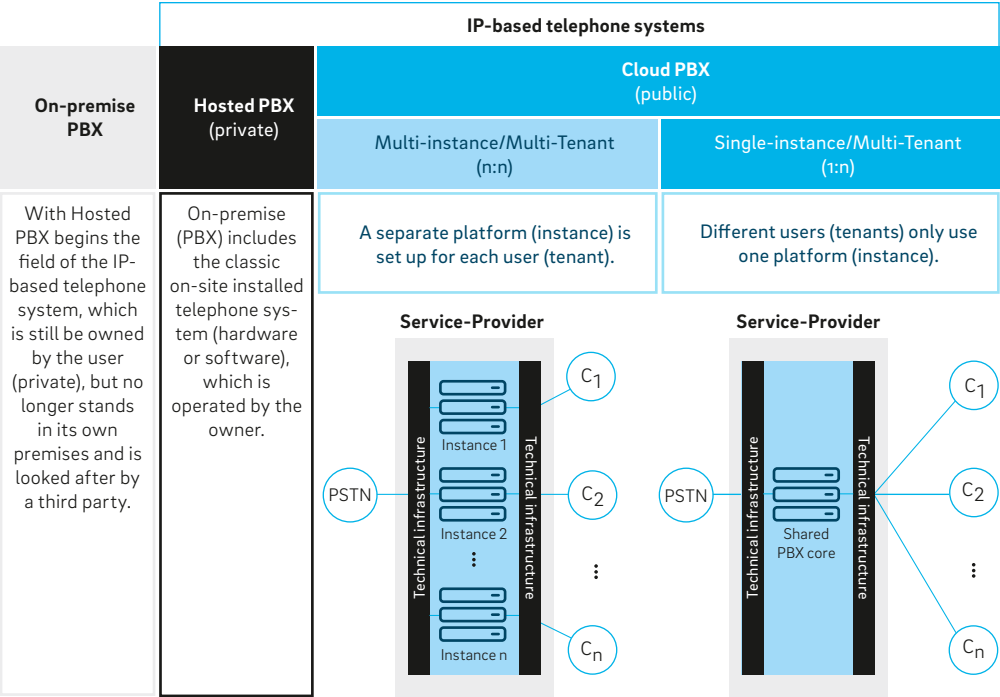 IP-based telephone systems
On-premise
PBX
Hosted PBX
(private)
Cloud PBX
(public)
Multi-instance/Multi-Tenant
(n:n)
Single-instance/Multi-Tenant
(1:n)
With Hosted
PBX begins the
field of the IP-
based telephone
system, which
is still be owned
by the user
(private), but no
longer stands
in its own
premises and is
looked after by
a third party.
On-premise
(PBX) includes
the classic
on-site installed
telephone sys-
tem (hardware
or software),
which is
operated by the
owner.
A separate platform (instance) is
set up for each user (tenant).
Different users (tenants) only use
one platform (instance).
Service-Provider
PSTN
Technical infrastructure
Instance 1
Instance 2
Instance n
Technical infrastructure
C1
C2
Cn
Service-Provider
PSTN
Technical infrastructure
Shared
PBX core
Technical infrastructure
C1
C2
Cn